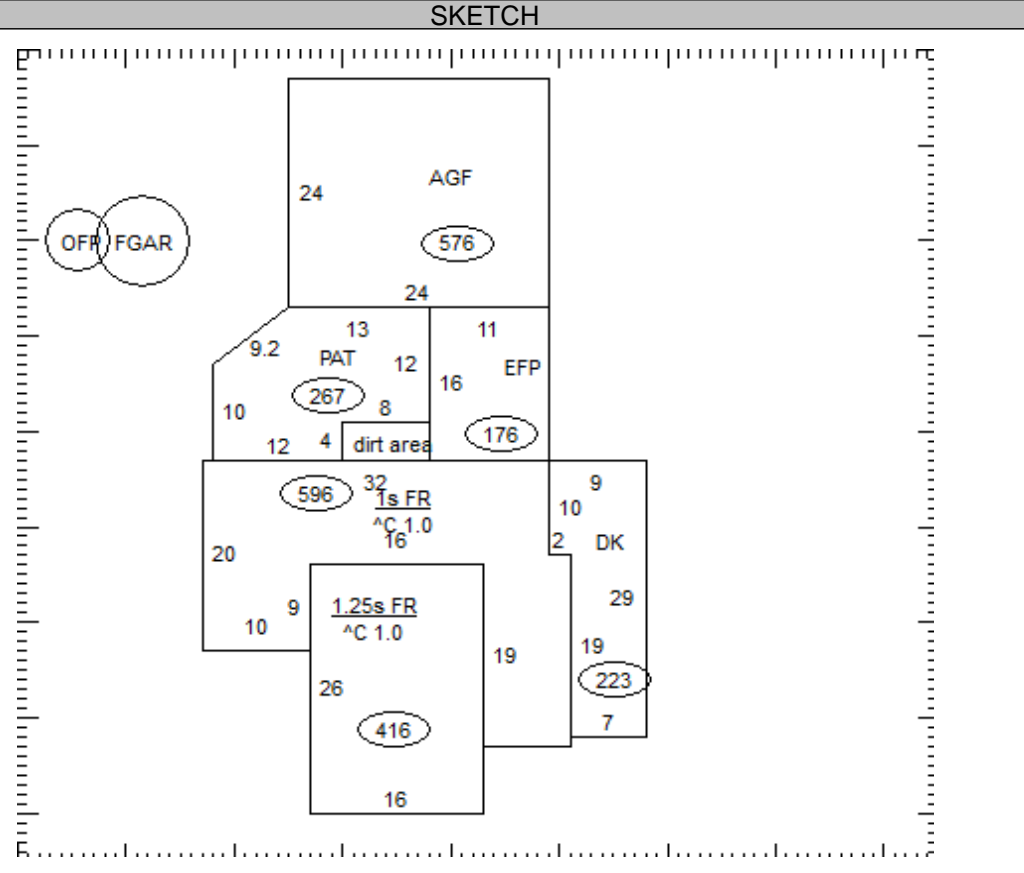 SKETCH
AGF
24
576
OFP FGAR
24
13
11
9.2
PAT
12
EFP
16
267
8
10
176
12
4
dirt area
32
9
596
1s FR
10
^C 1.0
16
2
DK
20
29
9
1.25s FR
10
^C 1.0
19
19
223
26
7
416
16